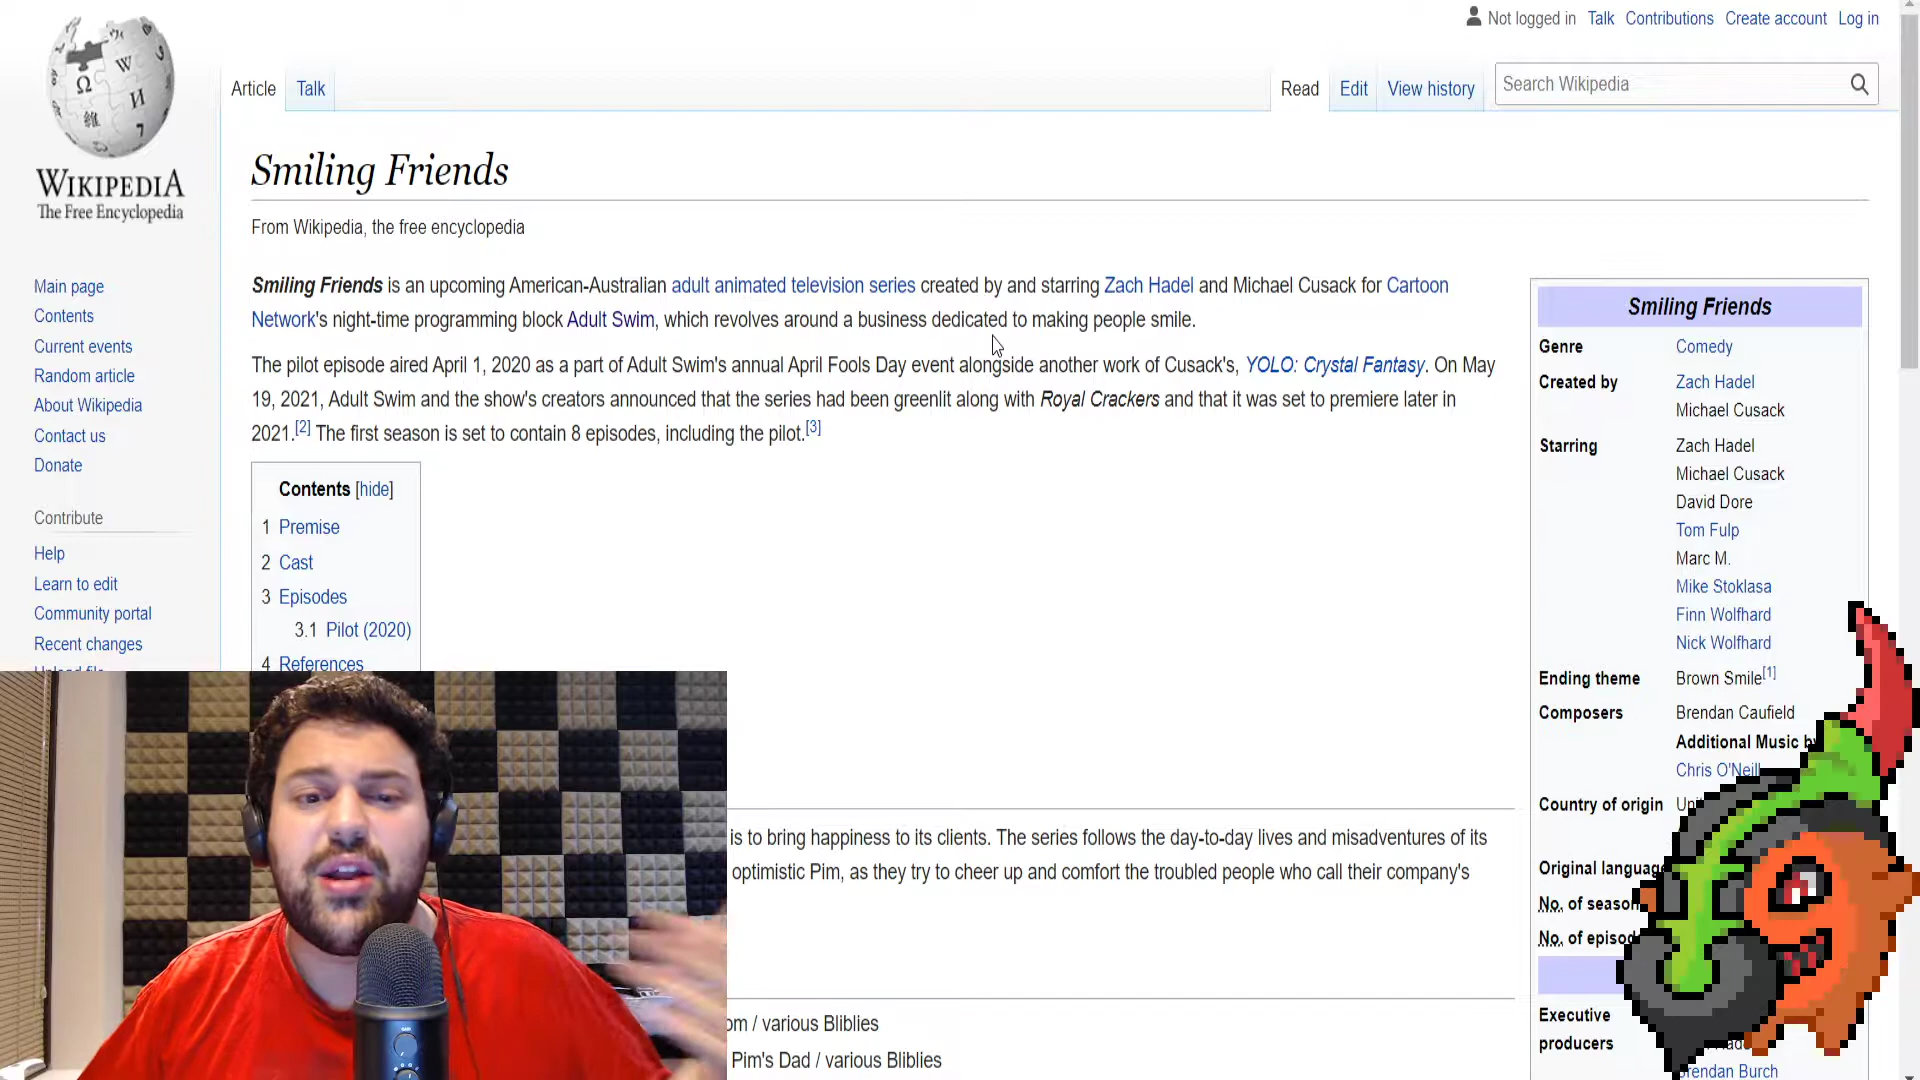 Not logged in Talk Contributions Create account Log in
Article Talk
Read Edit View history Search Wikipedia
WIKIPEDIA
The Free Encyclopedia
Main page
Contents
Current events
Random article
About Wikipedia
Contact us
Donate
Contribute
Help
Learn to edit
Community portal
Recent changes
Smiling Friends
From Wikipedia, the free encyclopedia
Smiling Friends is an upcoming American-Australian adult animated television series created by and starring Zach Hadel and Michael Cusack for Cartoon
Network's night-time programming block Adult Swim, which revolves around a business dedicated to making people smile.
The pilot episode aired April 1, 2020 as a part of Adult Swim's annual April Fools Day event alongside another work of Cusack's, YOLO: Crystal Fantasy. On May
19, 2021, Adult Swim and the show's creators announced that the series had been greenlit along with Royal Crackers and that it was set to premiere later in
2021.[2] The first season is set to contain 8 episodes, including the pilot.[3]
Contents [hide]
1 Premise
2 Cast
3 Episodes
3.1 Pilot (2020)
4 References
is to bring happiness to its clients. The series follows the day-to-day lives and misadventures of its
optimistic Pim, as they try to cheer up and comfort the troubled people who call their company's
/ various Bliblies
Pim's Dad / various Bliblies
Smiling Friends
Genre Comedy
Created by Zach Hadel
Michael Cusack
Starring Zach Hadel
Michael Cusack
David Dore
Tom Fulp
Marc M.
Mike Stoklasa
Finn Wolfhard
Nick Wolfhard
Ending theme Brown Smile[1]
Composers Brendan Caufield
Additional Music
Chris O'Neill
Country of origin
Original
No. of
No. of
Executive
producers
Brendan Burch